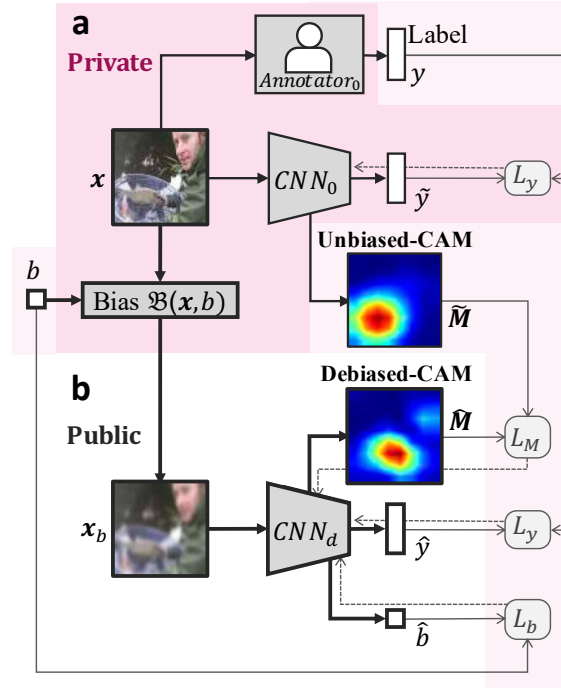 a
Private
Annotator₀
Label
y
x
CNN₀
ỹ
L_y
Unbiased-CAM
M̃
b
Bias 𝔅(x,b)
b
Public
Debiased-CAM
M̂
L_M
x_b
CNN_d
ŷ
L_y
b̂
L_b